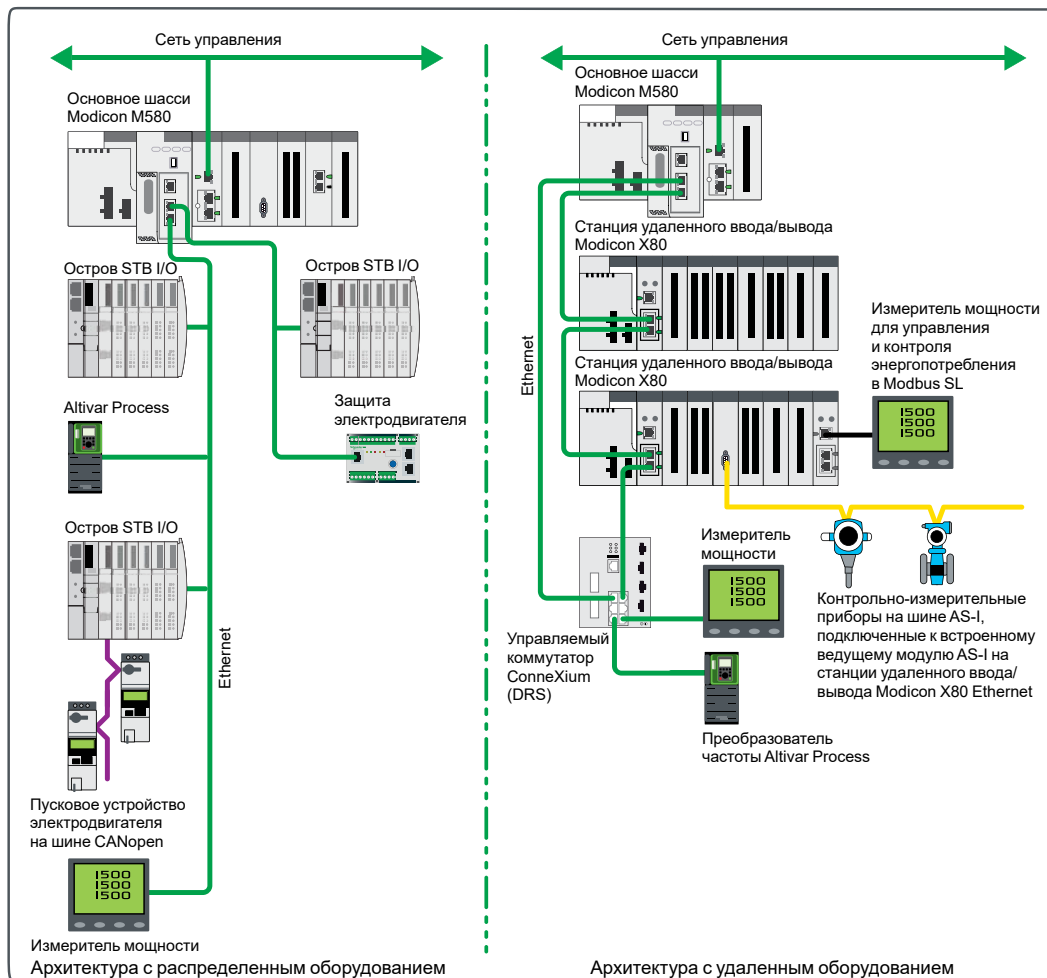 Сеть управления
Основное шасси
Modicon M580
Остров STB I/O
Остров STB I/O
Altivar Process
Защита
электродвигателя
Остров STB I/O
Ethernet
Пусковое устройство
электродвигателя
на шине CANopen
1500
1500
1500
Измеритель мощности
Архитектура с распределенным оборудованием
Сеть управления
Основное шасси
Modicon M580
Станция удаленного ввода/вывода
Modicon X80
Ethernet
Станция удаленного ввода/вывода
Modicon X80
Измеритель мощности
для управления
и контроля
энергопотребления
в Modbus SL
1500
1500
1500
Измеритель
мощности
1500
1500
1500
Управляемый
коммутатор
ConneXium
(DRS)
Контрольно-измерительные
приборы на шине AS-I,
подключенные к встроенному
ведущему модулю AS-I на
станции удаленного ввода/
вывода Modicon X80 Ethernet
Преобразователь
частоты Altivar Process
Архитектура с удаленным оборудованием